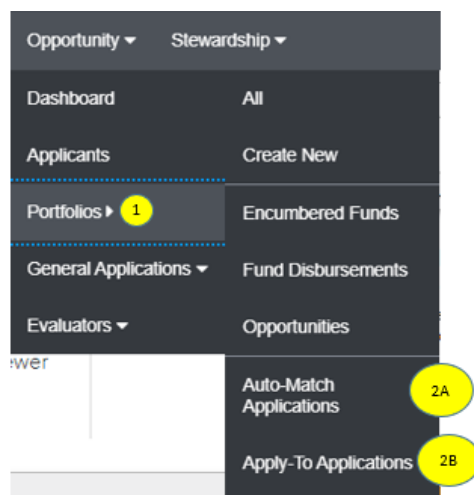 Opportunity Stewardship
Dashboard
All
Applicants
Create New
Portfolios 1
Encumbered Funds
General Applications
Fund Disbursements
Evaluators
Opportunities
ewer
Auto-Match
Applications
2A
Apply-To Applications 2B